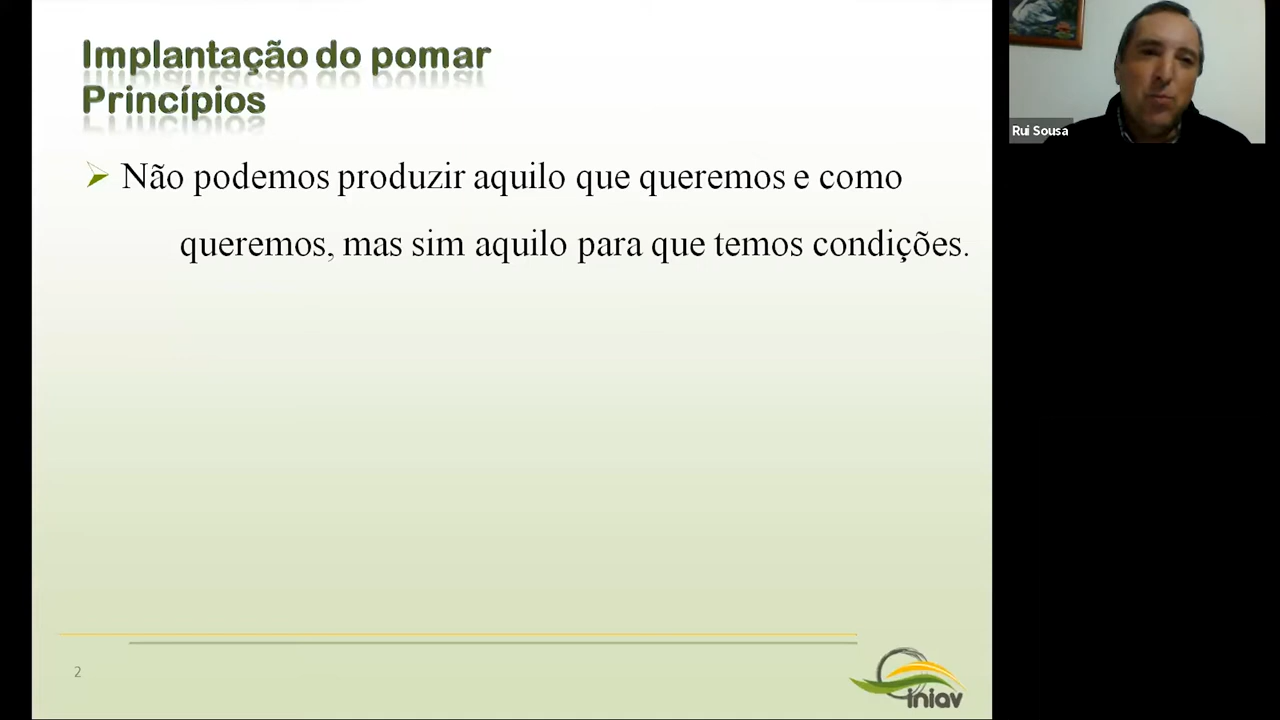 Implantação do pomar
Princípios
Não podemos produzir aquilo que queremos e como
queremos, mas sim aquilo para que temos condições.
Rui Sousa
2
iniav